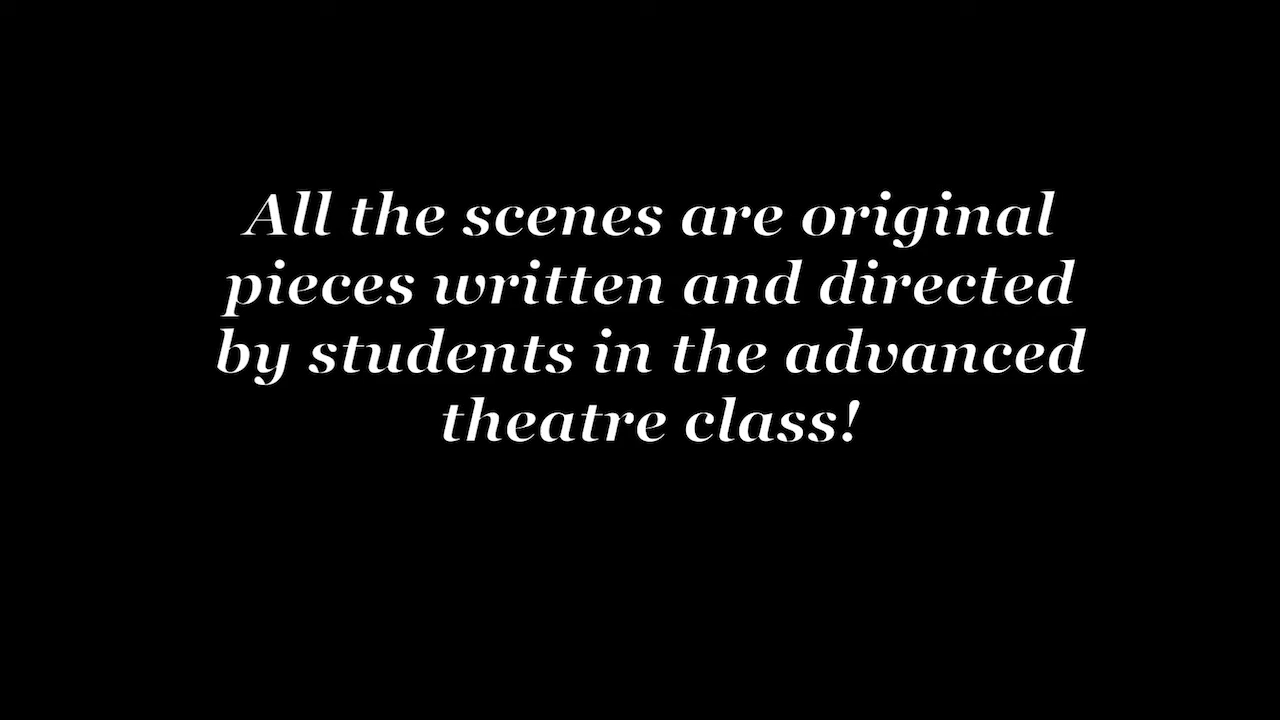 All the scenes are original
pieces written and directed
by students in the advanced
theatre class!